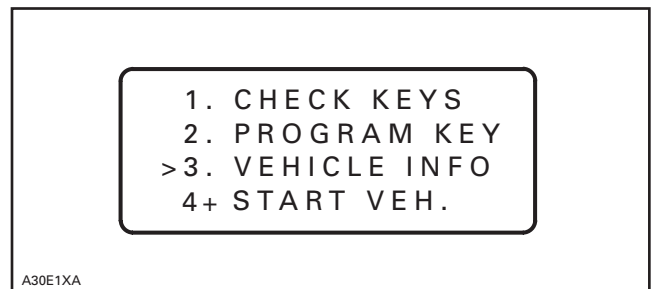 1. CHECK KEYS
2. PROGRAM KEY
>3. VEHICLE INFO
4+ START VEH.
A30E1XA